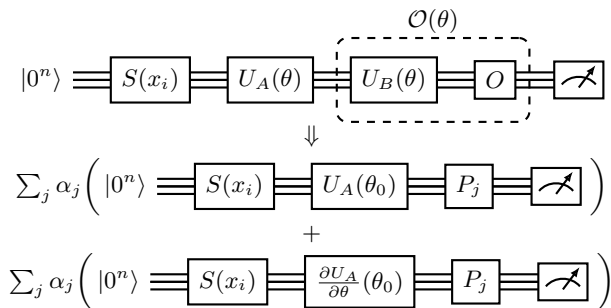 𝒪(θ)
|0ⁿ⟩ S(xᵢ) U_A(θ) U_B(θ) O
⇓
∑ⱼ αⱼ( |0ⁿ⟩ S(xᵢ) U_A(θ₀) Pⱼ )
+
∑ⱼ αⱼ( |0ⁿ⟩ S(xᵢ) ∂U_A/∂θ(θ₀) Pⱼ )